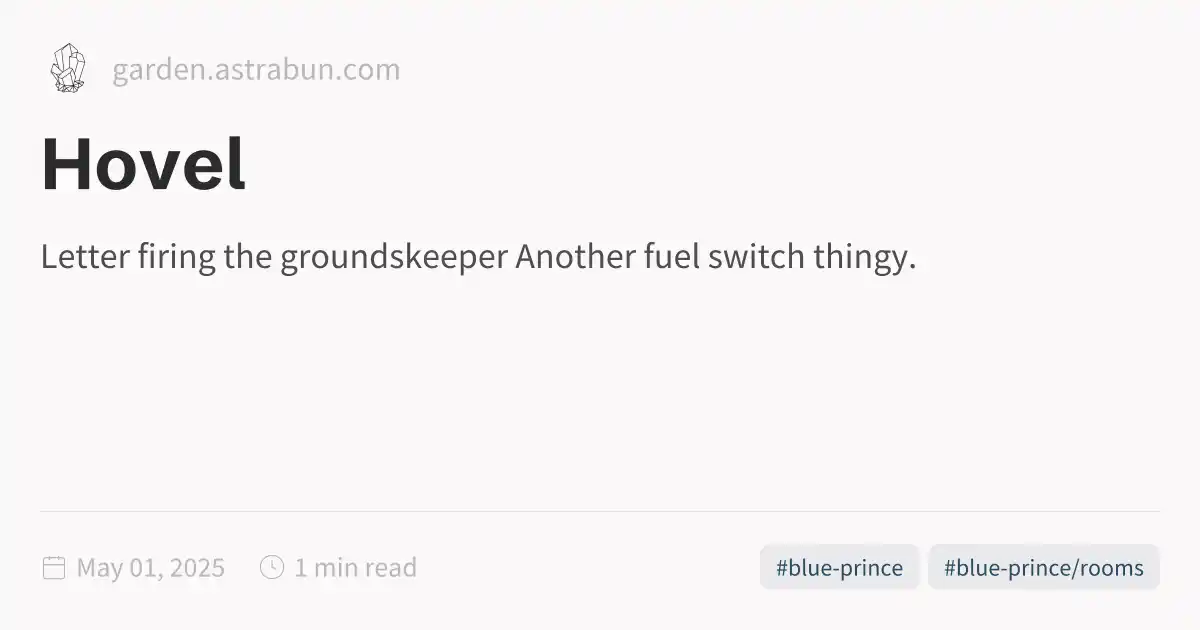 garden.astrabun.com
Hovel
Letter firing the groundskeeper Another fuel switch thingy.
May 01, 2025 1 min read #blue-prince #blue-prince/rooms